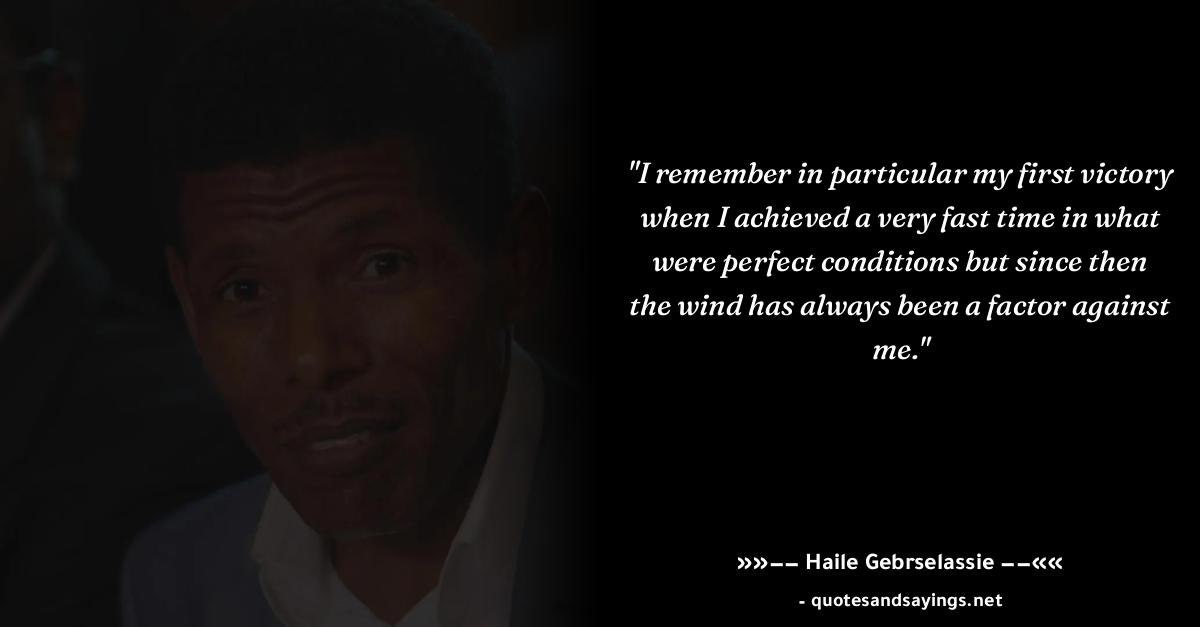 "I remember in particular my first victory
when I achieved a very fast time in what
were perfect conditions but since then
the wind has always been a factor against
me."
»»–– Haile Gebrselassie ––««
- quotesandsayings.net